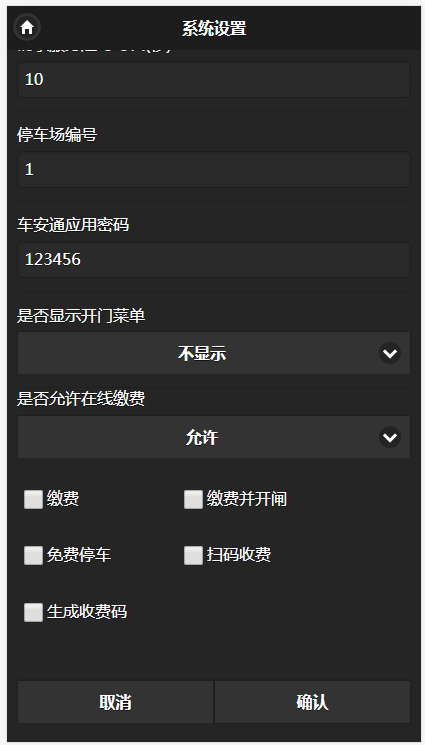 系统设置
10
停车场编号
1
车安通应用密码
123456
是否显示开门菜单
不显示
是否允许在线缴费
允许
缴费 缴费并开闸
免费停车 扫码收费
生成收费码
取消 确认